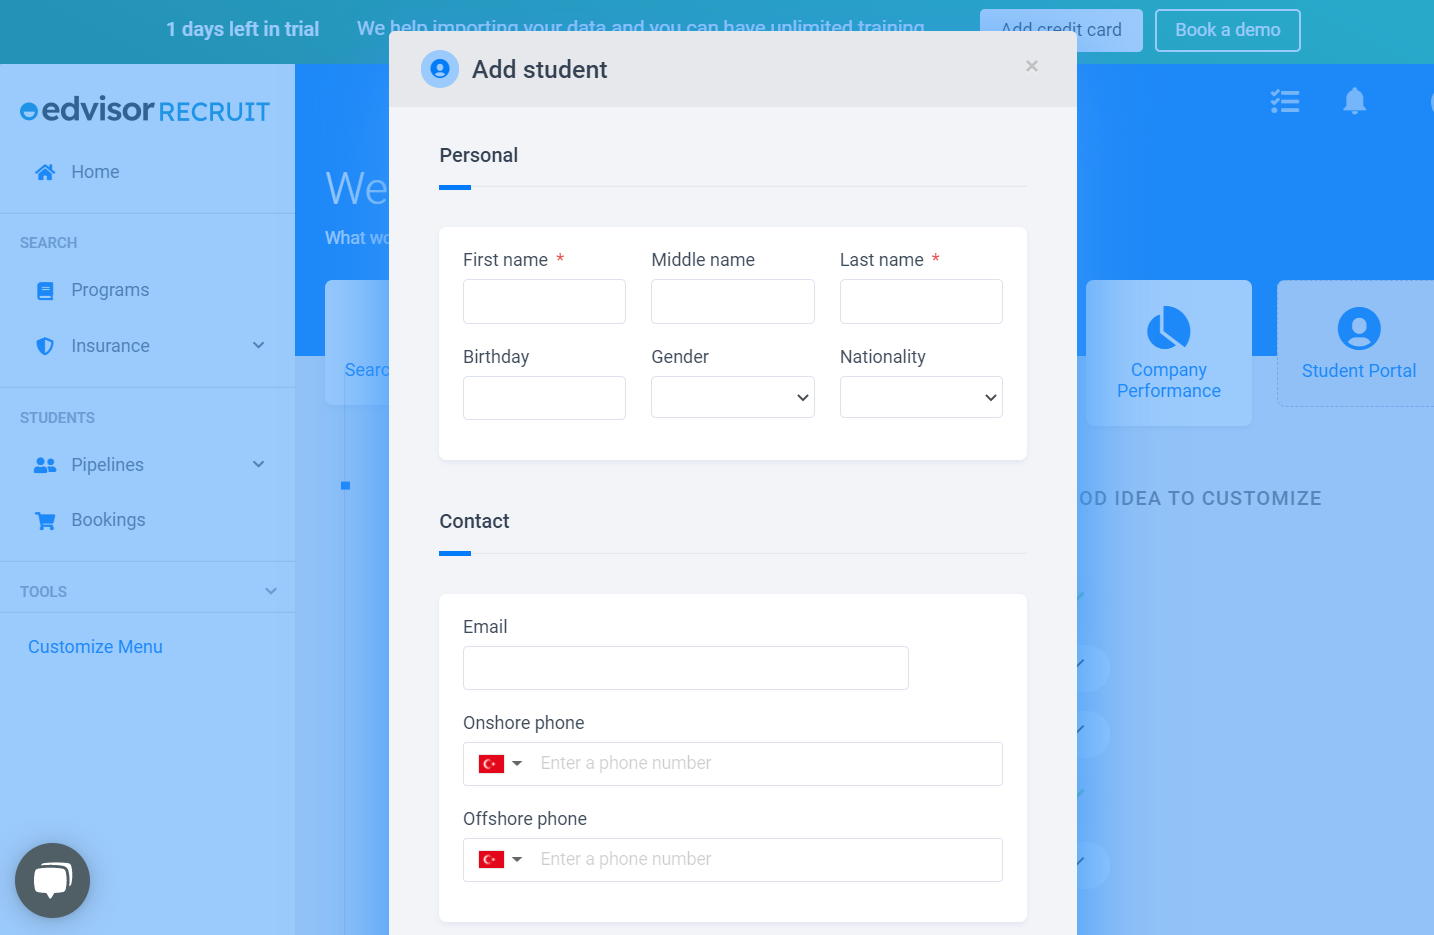 1 days left in trial
We help importing your data and you can have unlimited training
Add credit card
Book a demo
Add student
×
edvisor RECRUIT
Home
SEARCH
Programs
Insurance
STUDENTS
Pipelines
Bookings
TOOLS
Customize Menu
We
What wo
Searc
Personal
First name *
Middle name
Last name *
Birthday
Gender
Nationality
Contact
Email
Onshore phone
Enter a phone number
Offshore phone
Enter a phone number
Company
Performance
Student Portal
OD IDEA TO CUSTOMIZE